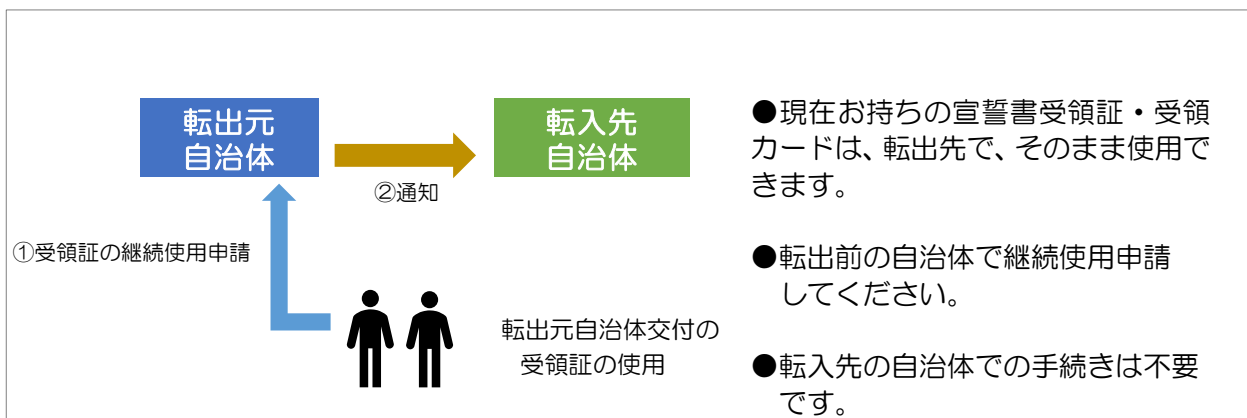 転出元
自治体
転入先
自治体
②通知
①受領証の継続使用申請
転出元自治体交付の
受領証の使用
●現在お持ちの宣誓書受領証・受領
カードは、転出先で、そのまま使用で
きます。
●転出前の自治体で継続使用申請
してください。
●転入先の自治体での手続きは不要
です。